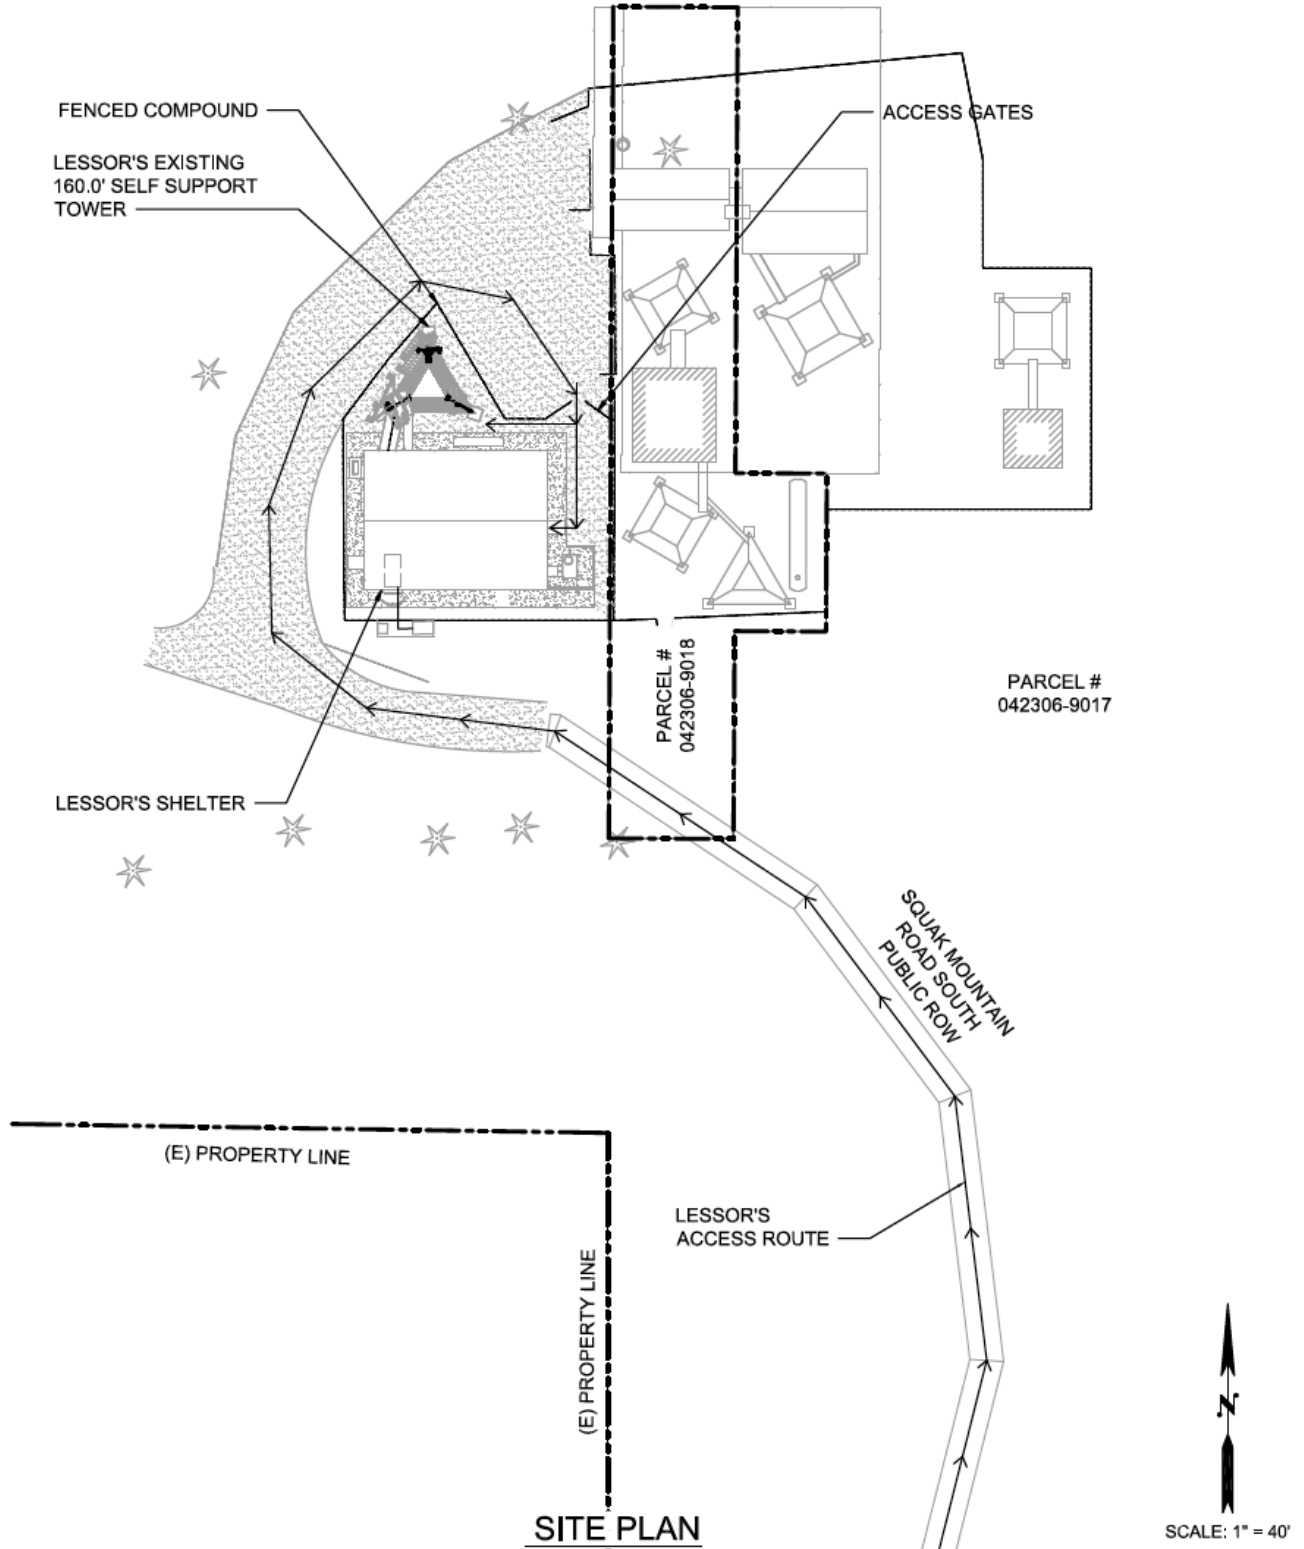 FENCED COMPOUND
ACCESS GATES
LESSOR'S EXISTING
160.0' SELF SUPPORT
TOWER
PARCEL #
042306-9018
PARCEL #
042306-9017
LESSOR'S SHELTER
SQUAK MOUNTAIN
ROAD SOUTH
PUBLIC ROW
(E) PROPERTY LINE
LESSOR'S
ACCESS ROUTE
(E) PROPERTY LINE
N
SITE PLAN
SCALE: 1" = 40'